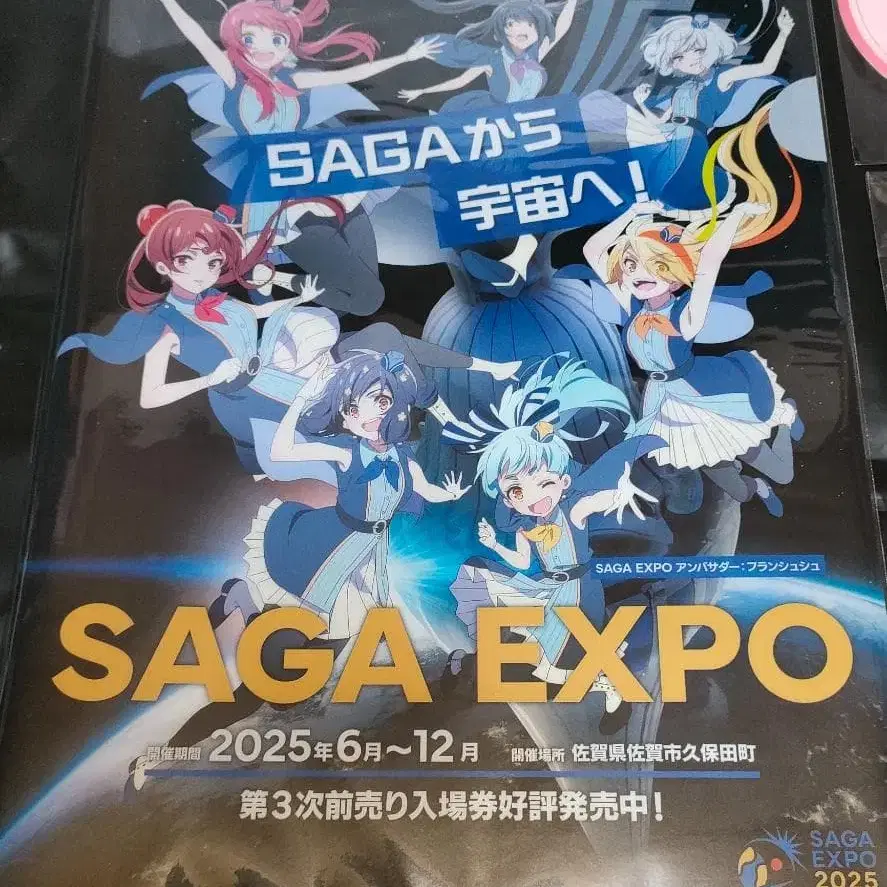 SAGAから
宇宙へ!
SAGA EXPO アンバサダー:フランシュシュ
SAGA EXPO
開催期間 2025年6月~12月 開催場所 佐賀県佐賀市久保田町
第3次前売り入場券好評発売中!
SAGA
EXPO
2025